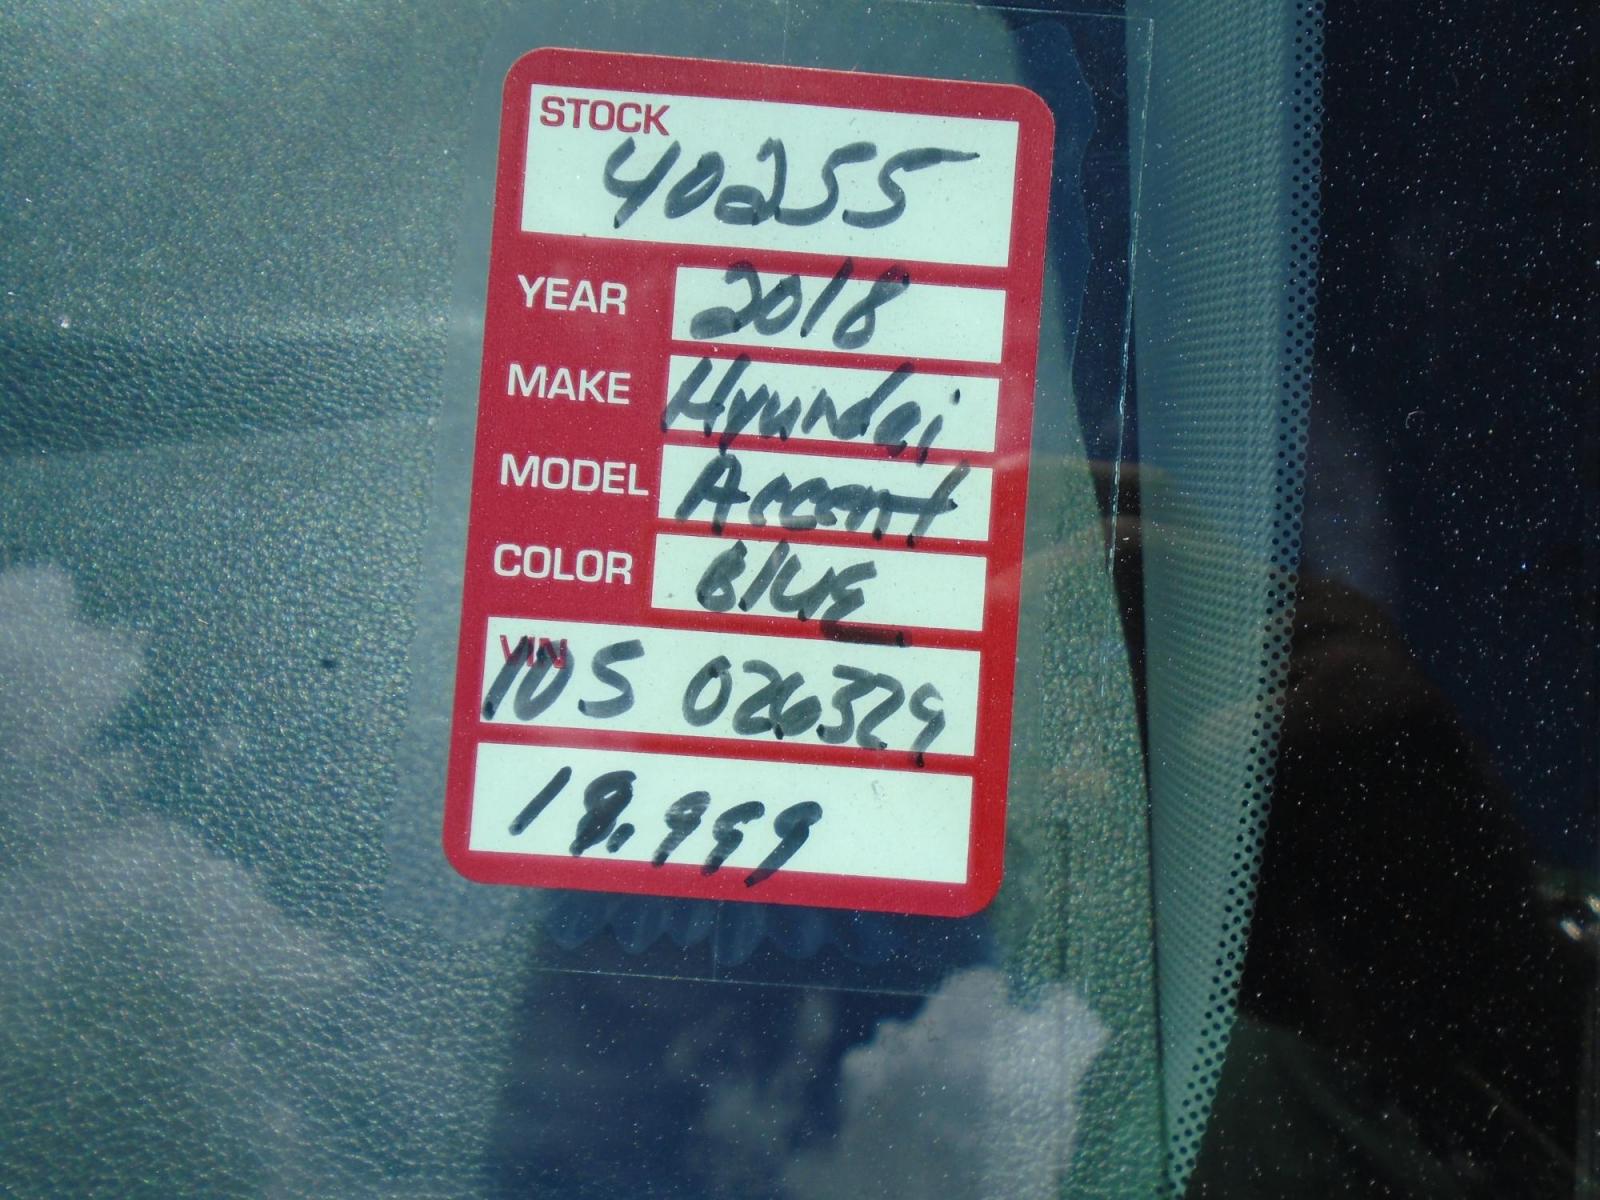 STOCK
40255
YEAR 2018
MAKE Hyundai
MODEL Accent
COLOR BlUE
VIN
10S 026329
18,999